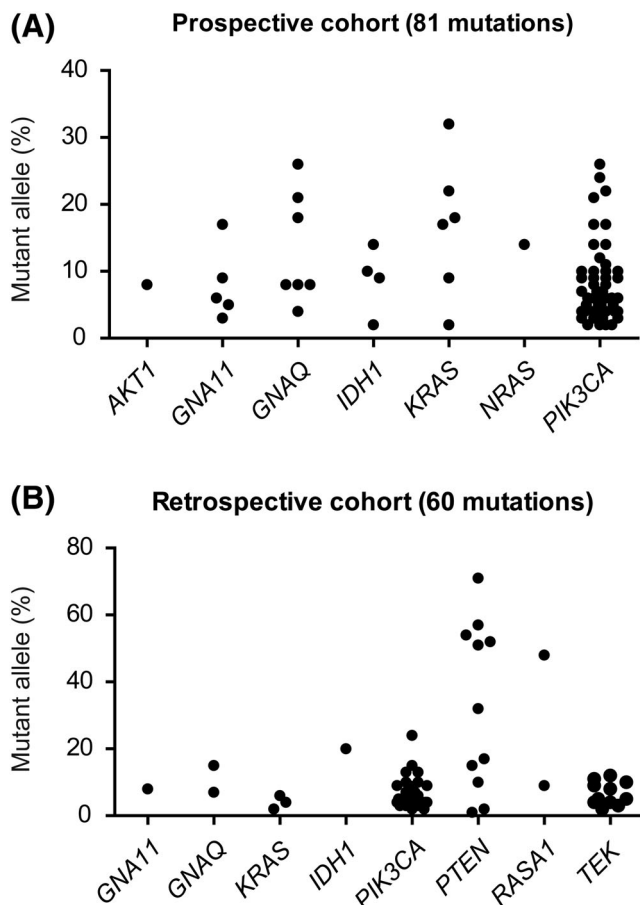 (A) Prospective cohort (81 mutations)
Mutant allele (%)
40
30
20
10
0
AKT1 GNA11 GNAQ IDH1 KRAS NRAS PIK3CA
(B) Retrospective cohort (60 mutations)
Mutant allele (%)
80
60
40
20
0
GNA11 GNAQ KRAS IDH1 PIK3CA PTEN RASA1 TEK